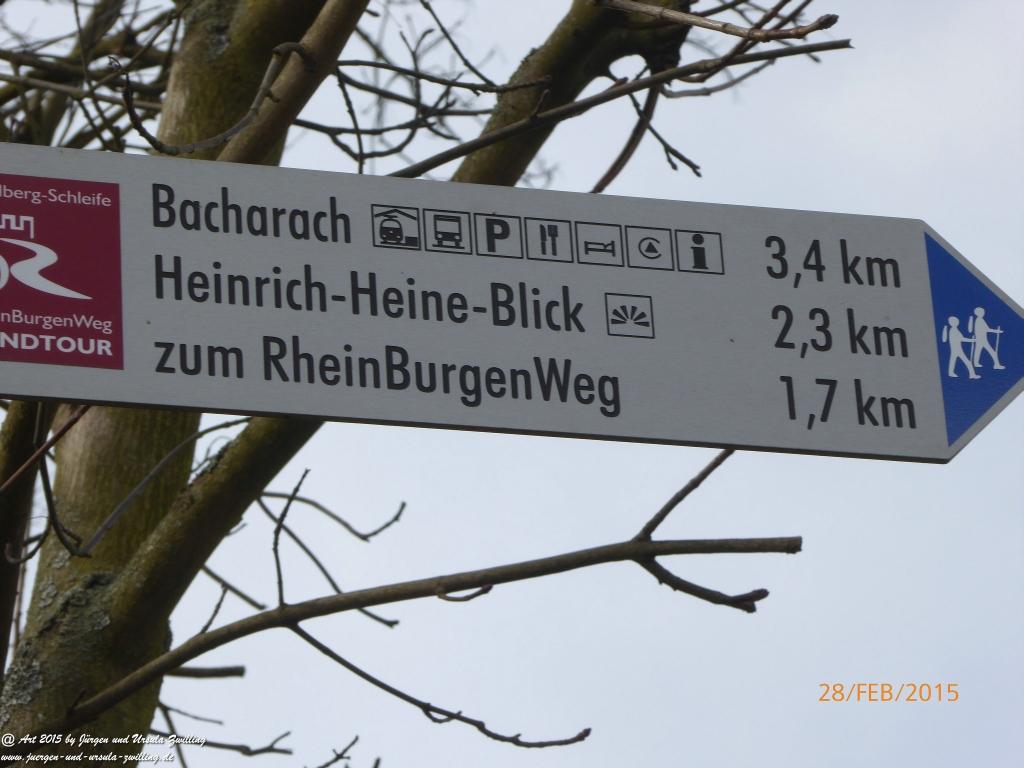 lberg-Schleife
nBurgenWeg
NDTOUR
Bacharach P i 3,4 km
Heinrich-Heine-Blick 2,3 km
zum RheinBurgenWeg 1,7 km
28/FEB/2015
@ Art 2015 by Jürgen und Ursula Zwilling
www.juergen-und-ursula-zwilling.de